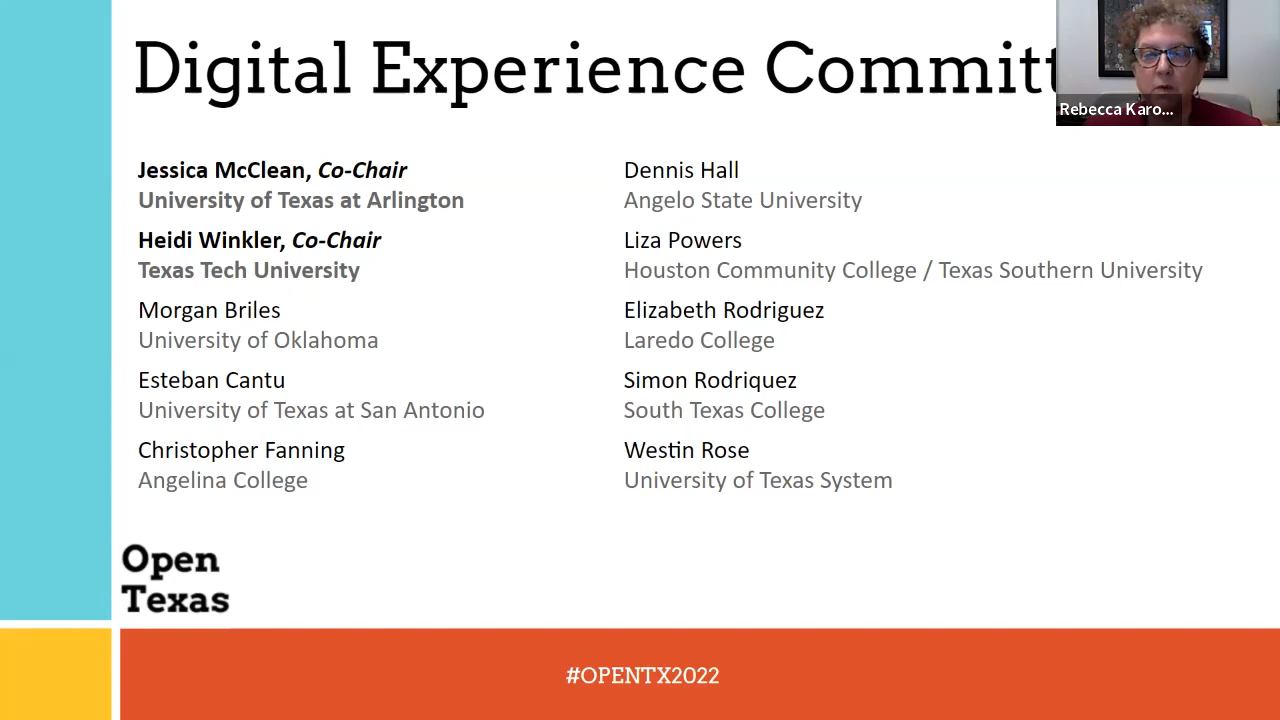 Digital Experience Committ
Rebecca Karo...
Jessica McClean, Co-Chair
University of Texas at Arlington
Heidi Winkler, Co-Chair
Texas Tech University
Morgan Briles
University of Oklahoma
Esteban Cantu
University of Texas at San Antonio
Christopher Fanning
Angelina College
Dennis Hall
Angelo State University
Liza Powers
Houston Community College / Texas Southern University
Elizabeth Rodriguez
Laredo College
Simon Rodriquez
South Texas College
Westin Rose
University of Texas System
Open
Texas
#OPENTX2022